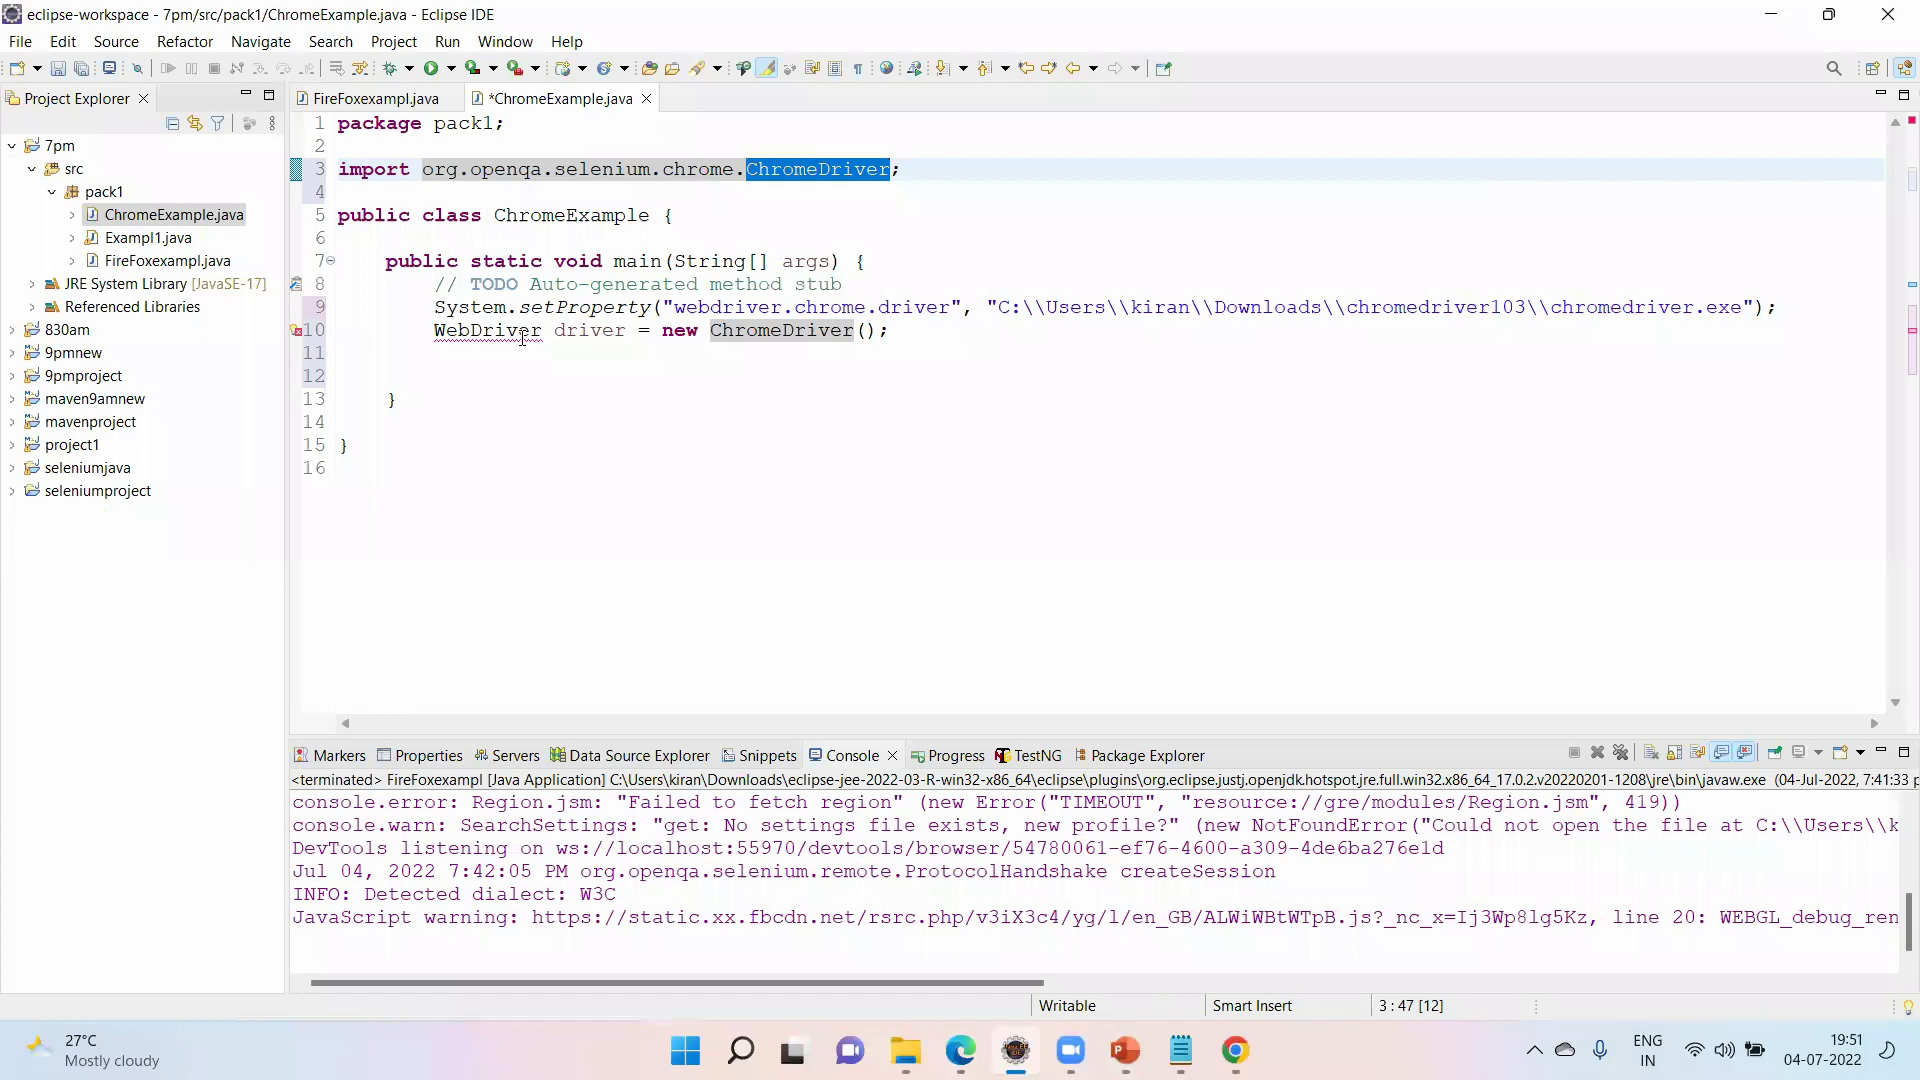 eclipse-workspace - 7pm/src/pack1/ChromeExample.java - Eclipse IDE
File Edit Source Refactor Navigate Search Project Run Window Help
Project Explorer
7pm
src
pack1
ChromeExample.java
Exampl1.java
FireFoxexampl.java
JRE System Library [JavaSE-17]
Referenced Libraries
830am
9pmnew
9pmproject
maven9amnew
mavenproject
project1
seleniumjava
seleniumproject
FireFoxexampl.java *ChromeExample.java
1 package pack1;
2
3 import org.openqa.selenium.chrome.ChromeDriver;
4
5 public class ChromeExample {
6
7 public static void main(String[] args) {
8 // TODO Auto-generated method stub
9 System.setProperty("webdriver.chrome.driver", "C:\\Users\\kiran\\Downloads\\chromedriver103\\chromedriver.exe");
10 WebDriver driver = new ChromeDriver();
11
12
13 }
14
15 }
16
Markers Properties Servers Data Source Explorer Snippets Console Progress TestNG Package Explorer
<terminated> FireFoxexampl [Java Application] C:\Users\kiran\Downloads\eclipse-jee-2022-03-R-win32-x86_64\eclipse\plugins\org.eclipse.justj.openjdk.hotspot.jre.full.win32.x86_64_17.0.2.v20220201-1208\jre\bin\javaw.exe (04-Jul-2022, 7:41:33 p
console.error: Region.jsm: "Failed to fetch region" (new Error("TIMEOUT", "resource://gre/modules/Region.jsm", 419))
console.warn: SearchSettings: "get: No settings file exists, new profile?" (new NotFoundError("Could not open the file at C:\\Users\\k
DevTools listening on ws://localhost:55970/devtools/browser/54780061-ef76-4600-a309-4de6ba276e1d
Jul 04, 2022 7:42:05 PM org.openqa.selenium.remote.ProtocolHandshake createSession
INFO: Detected dialect: W3C
JavaScript warning: https://static.xx.fbcdn.net/rsrc.php/v3iX3c4/yg/l/en_GB/ALWiWBtWTpB.js?_nc_x=Ij3Wp8lg5Kz, line 20: WEBGL_debug_ren
Writable Smart Insert 3 : 47 [12]
27°C
Mostly cloudy
ENG
IN
19:51
04-07-2022